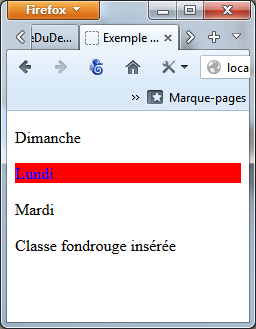 Firefox
eDuDe...
Exemple ...
loca
» Marque-pages
Dimanche
Lundi
Mardi
Classe fondrouge insérée